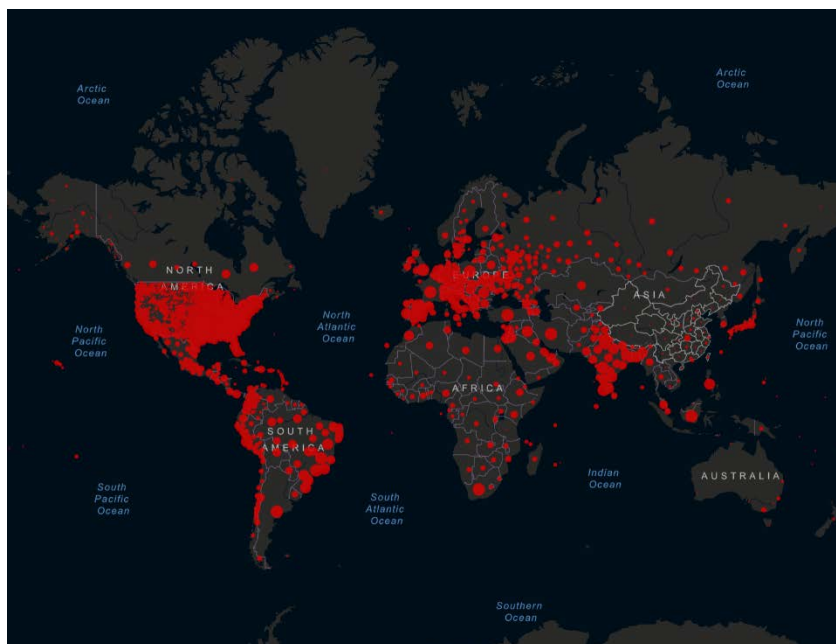 Arctic
Ocean
Arctic
Ocean
NORTH
AMERICA
EUROPE
ASIA
North
Pacific
Ocean
North
Atlantic
Ocean
North
Pacific
Ocean
AFRICA
SOUTH
AMERICA
Indian
Ocean
AUSTRALIA
South
Pacific
Ocean
South
Atlantic
Ocean
Southern
Ocean